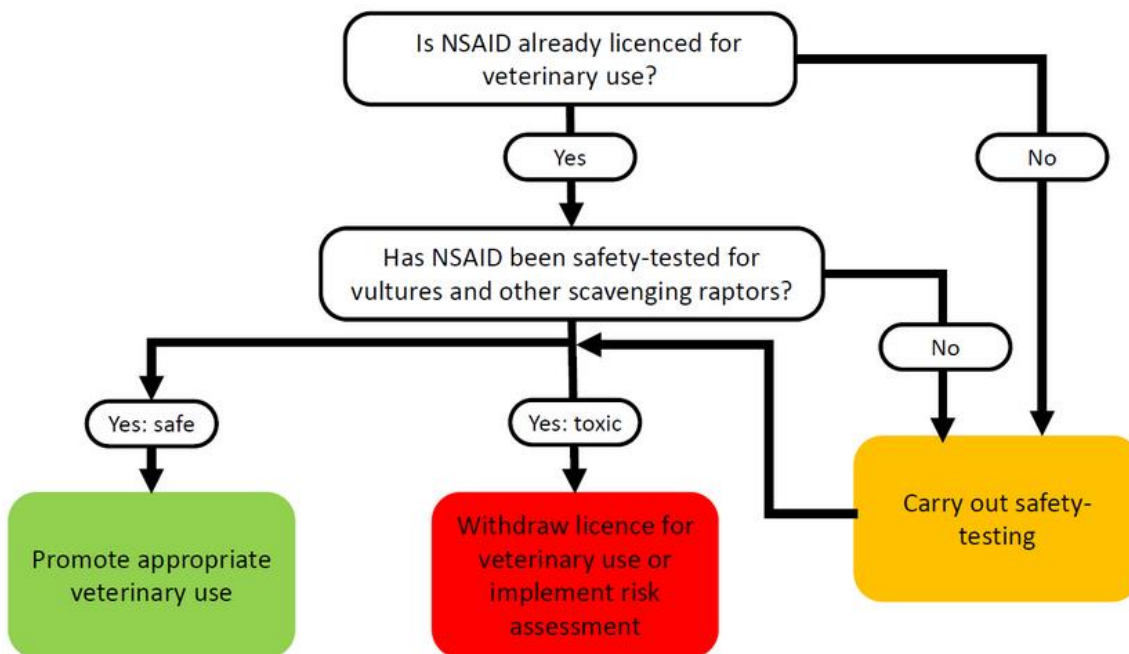 Is NSAID already licenced for
veterinary use?
Yes
No
Has NSAID been safety-tested for
vultures and other scavenging raptors?
No
Yes: safe
Yes: toxic
Promote appropriate
veterinary use
Withdraw licence for
veterinary use or
implement risk
assessment
Carry out safety-
testing